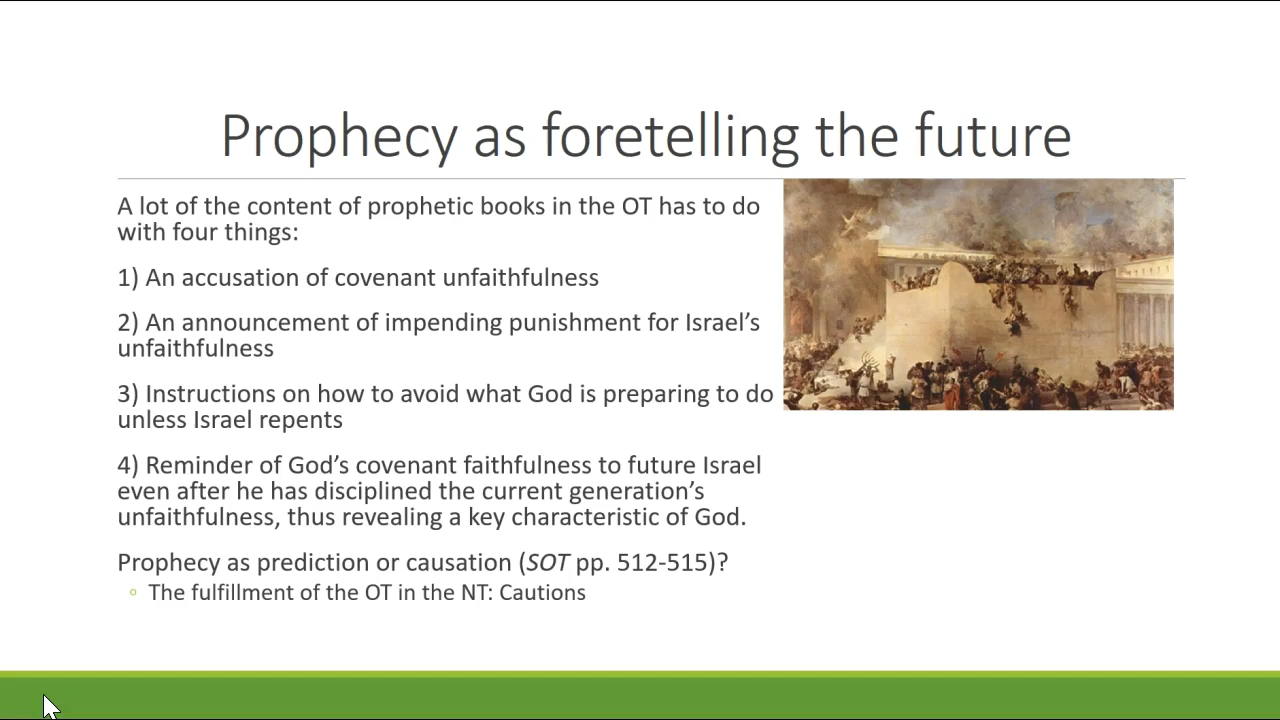 Prophecy as foretelling the future
A lot of the content of prophetic books in the OT has to do
with four things:
1) An accusation of covenant unfaithfulness
2) An announcement of impending punishment for Israel’s
unfaithfulness
3) Instructions on how to avoid what God is preparing to do
unless Israel repents
4) Reminder of God’s covenant faithfulness to future Israel
even after he has disciplined the current generation’s
unfaithfulness, thus revealing a key characteristic of God.
Prophecy as prediction or causation (SOT pp. 512-515)?
◦ The fulfillment of the OT in the NT: Cautions